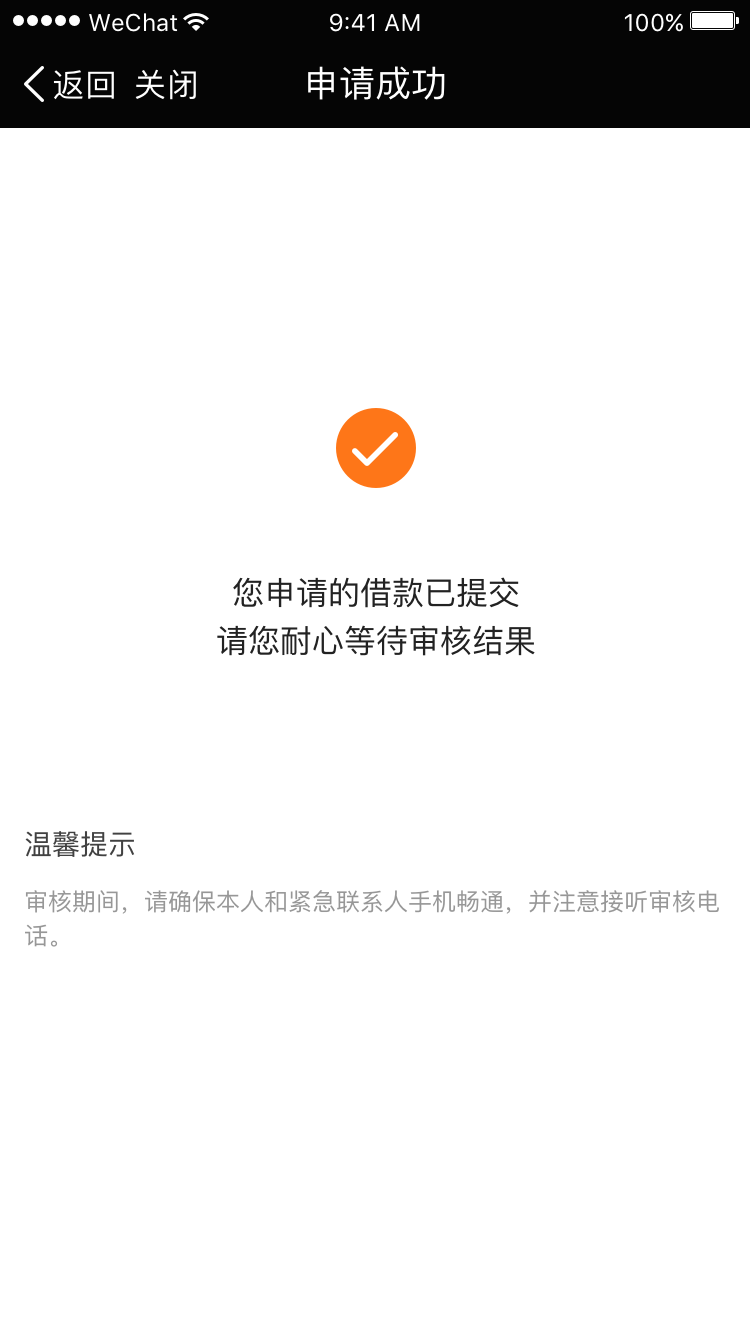 WeChat 9:41 AM 100%
返回 关闭 申请成功
您申请的借款已提交
请您耐心等待审核结果
温馨提示
审核期间，请确保本人和紧急联系人手机畅通，并注意接听审核电
话。